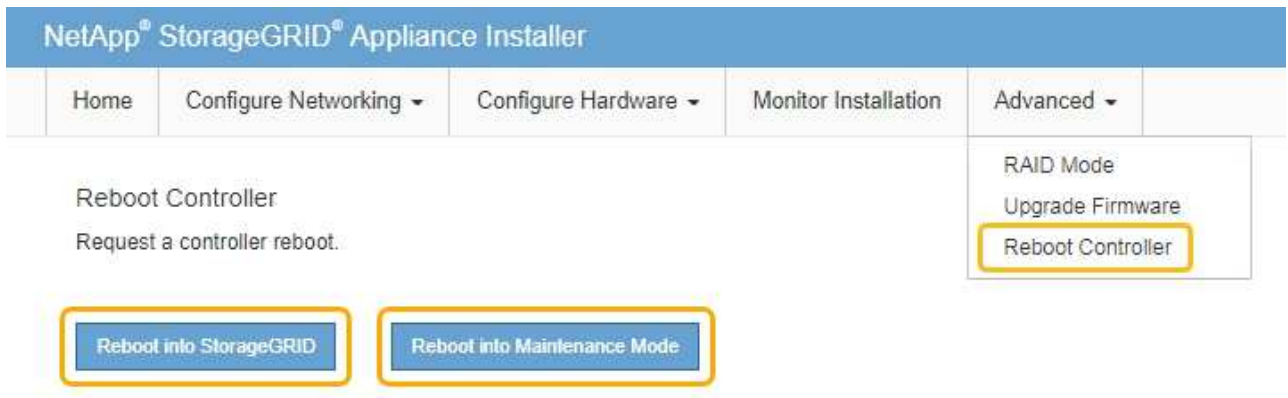 NetApp® StorageGRID® Appliance Installer
Home Configure Networking Configure Hardware Monitor Installation Advanced
RAID Mode
Upgrade Firmware
Reboot Controller
Reboot Controller
Request a controller reboot.
Reboot into StorageGRID Reboot into Maintenance Mode